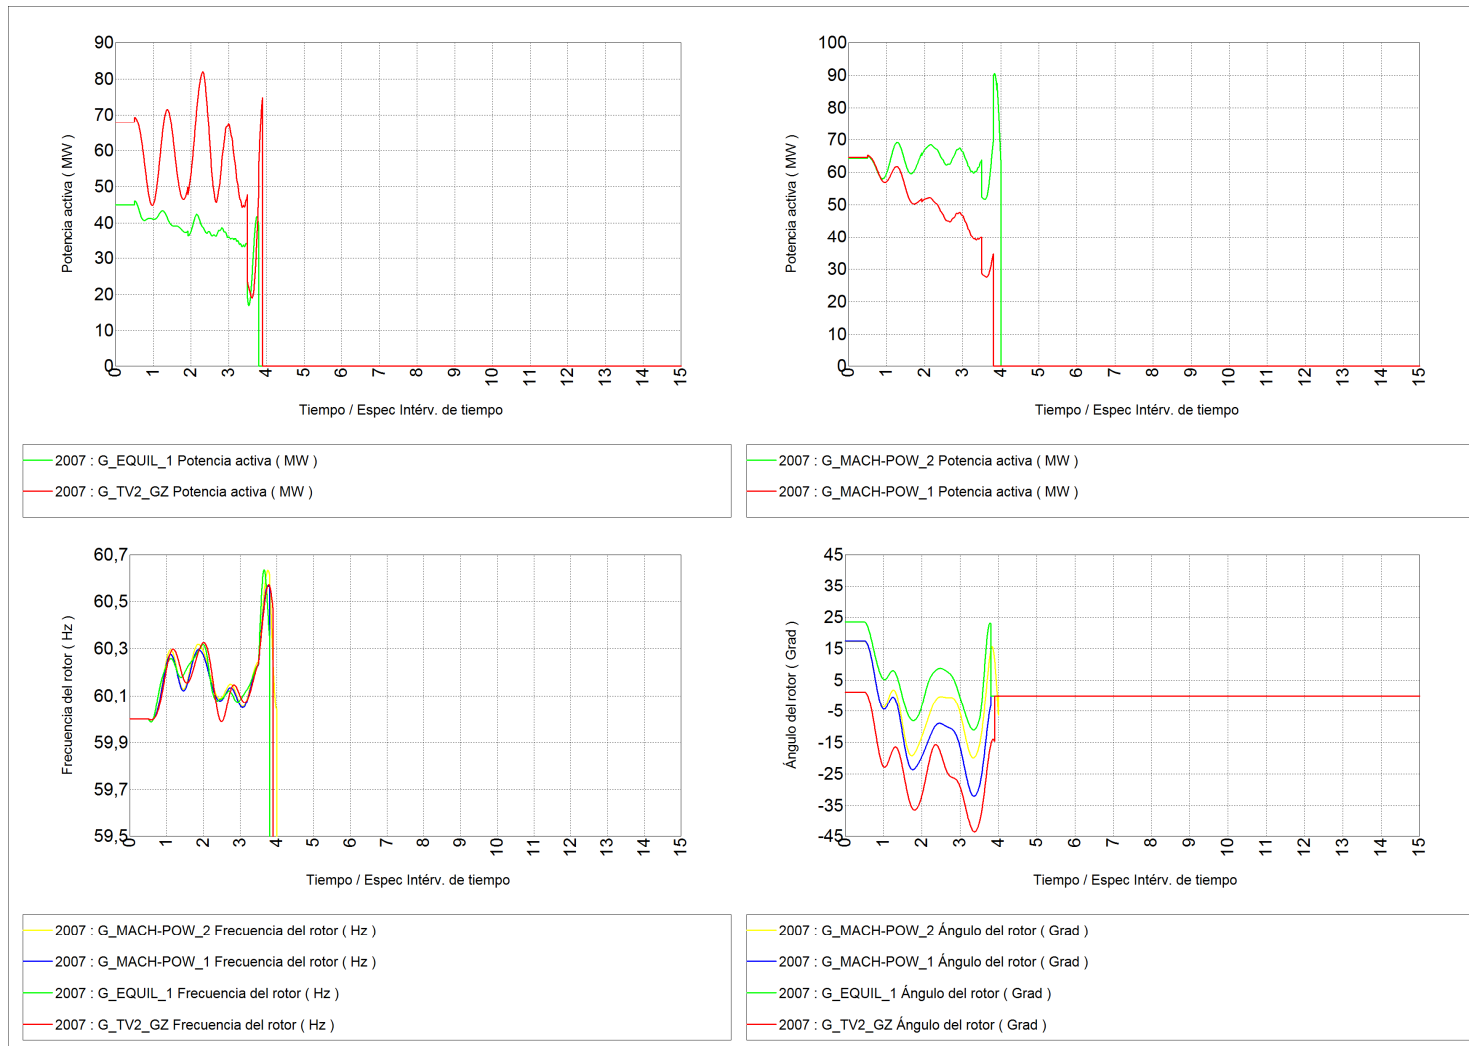 90
80
70
60
50
40
30
20
10
0
Potencia activa ( MW )
0 1 2 3 4 5 6 7 8 9 10 11 12 13 14 15
Tiempo / Espec Intérv. de tiempo
2007 : G_EQUIL_1 Potencia activa ( MW )
2007 : G_TV2_GZ Potencia activa ( MW )
100
90
80
70
60
50
40
30
20
10
0
Potencia activa ( MW )
0 1 2 3 4 5 6 7 8 9 10 11 12 13 14 15
Tiempo / Espec Intérv. de tiempo
2007 : G_MACH-POW_2 Potencia activa ( MW )
2007 : G_MACH-POW_1 Potencia activa ( MW )
60,7
60,5
60,3
60,1
59,9
59,7
59,5
Frecuencia del rotor ( Hz )
0 1 2 3 4 5 6 7 8 9 10 11 12 13 14 15
Tiempo / Espec Intérv. de tiempo
2007 : G_MACH-POW_2 Frecuencia del rotor ( Hz )
2007 : G_MACH-POW_1 Frecuencia del rotor ( Hz )
2007 : G_EQUIL_1 Frecuencia del rotor ( Hz )
2007 : G_TV2_GZ Frecuencia del rotor ( Hz )
45
35
25
15
5
-5
-15
-25
-35
-45
Ángulo del rotor ( Grad )
0 1 2 3 4 5 6 7 8 9 10 11 12 13 14 15
Tiempo / Espec Intérv. de tiempo
2007 : G_MACH-POW_2 Ángulo del rotor ( Grad )
2007 : G_MACH-POW_1 Ángulo del rotor ( Grad )
2007 : G_EQUIL_1 Ángulo del rotor ( Grad )
2007 : G_TV2_GZ Ángulo del rotor ( Grad )